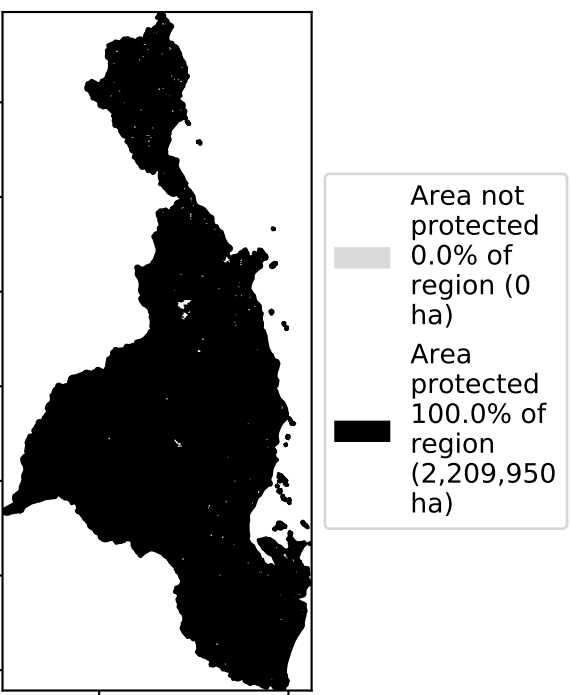 Area not
protected
0.0% of
region (0
ha)
Area
protected
100.0% of
region
(2,209,950
ha)